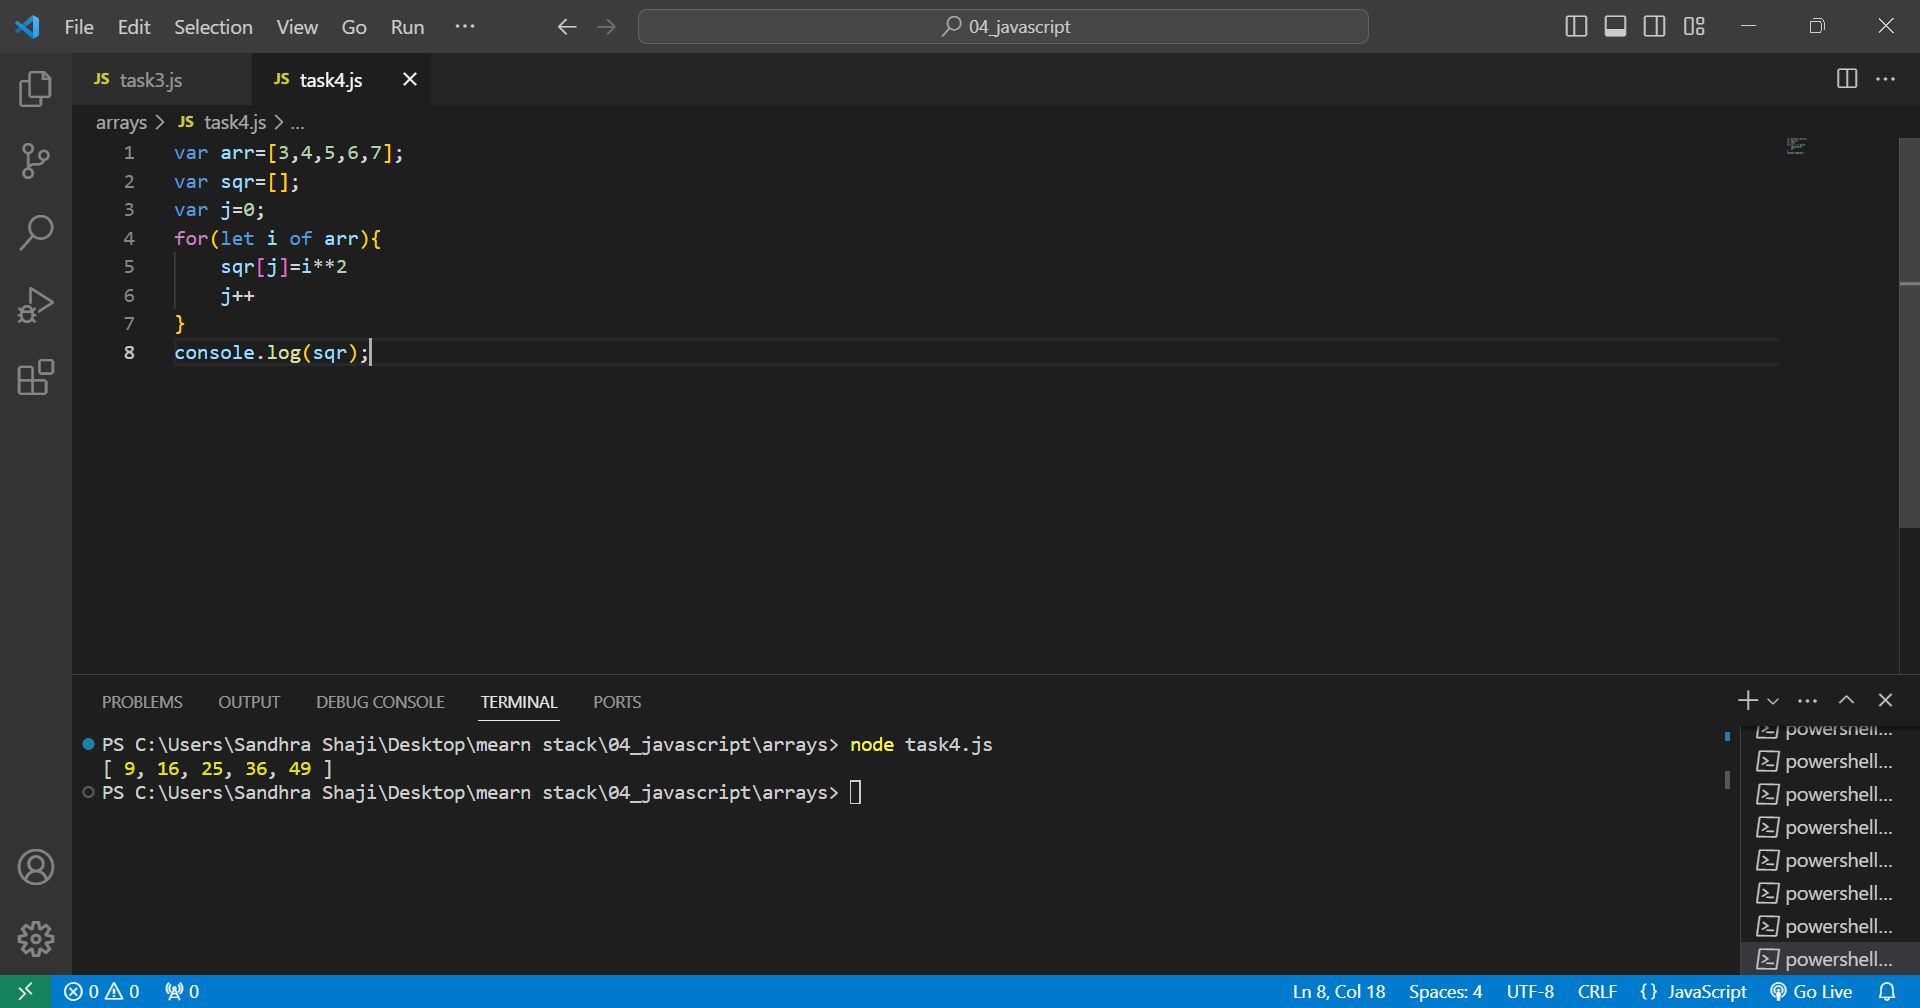 File Edit Selection View Go Run ...
04_javascript
JS task3.js
JS task4.js
arrays > JS task4.js > ...
1 var arr=[3,4,5,6,7];
2 var sqr=[];
3 var j=0;
4 for(let i of arr){
5 sqr[j]=i**2
6 j++
7 }
8 console.log(sqr);
PROBLEMS OUTPUT DEBUG CONSOLE TERMINAL PORTS
PS C:\Users\Sandhra Shaji\Desktop\mearn stack\04_javascript\arrays> node task4.js
[ 9, 16, 25, 36, 49 ]
PS C:\Users\Sandhra Shaji\Desktop\mearn stack\04_javascript\arrays>
powershell...
powershell...
powershell...
powershell...
powershell...
powershell...
powershell...
powershell...
0 0 0
Ln 8, Col 18 Spaces: 4 UTF-8 CRLF {} JavaScript Go Live